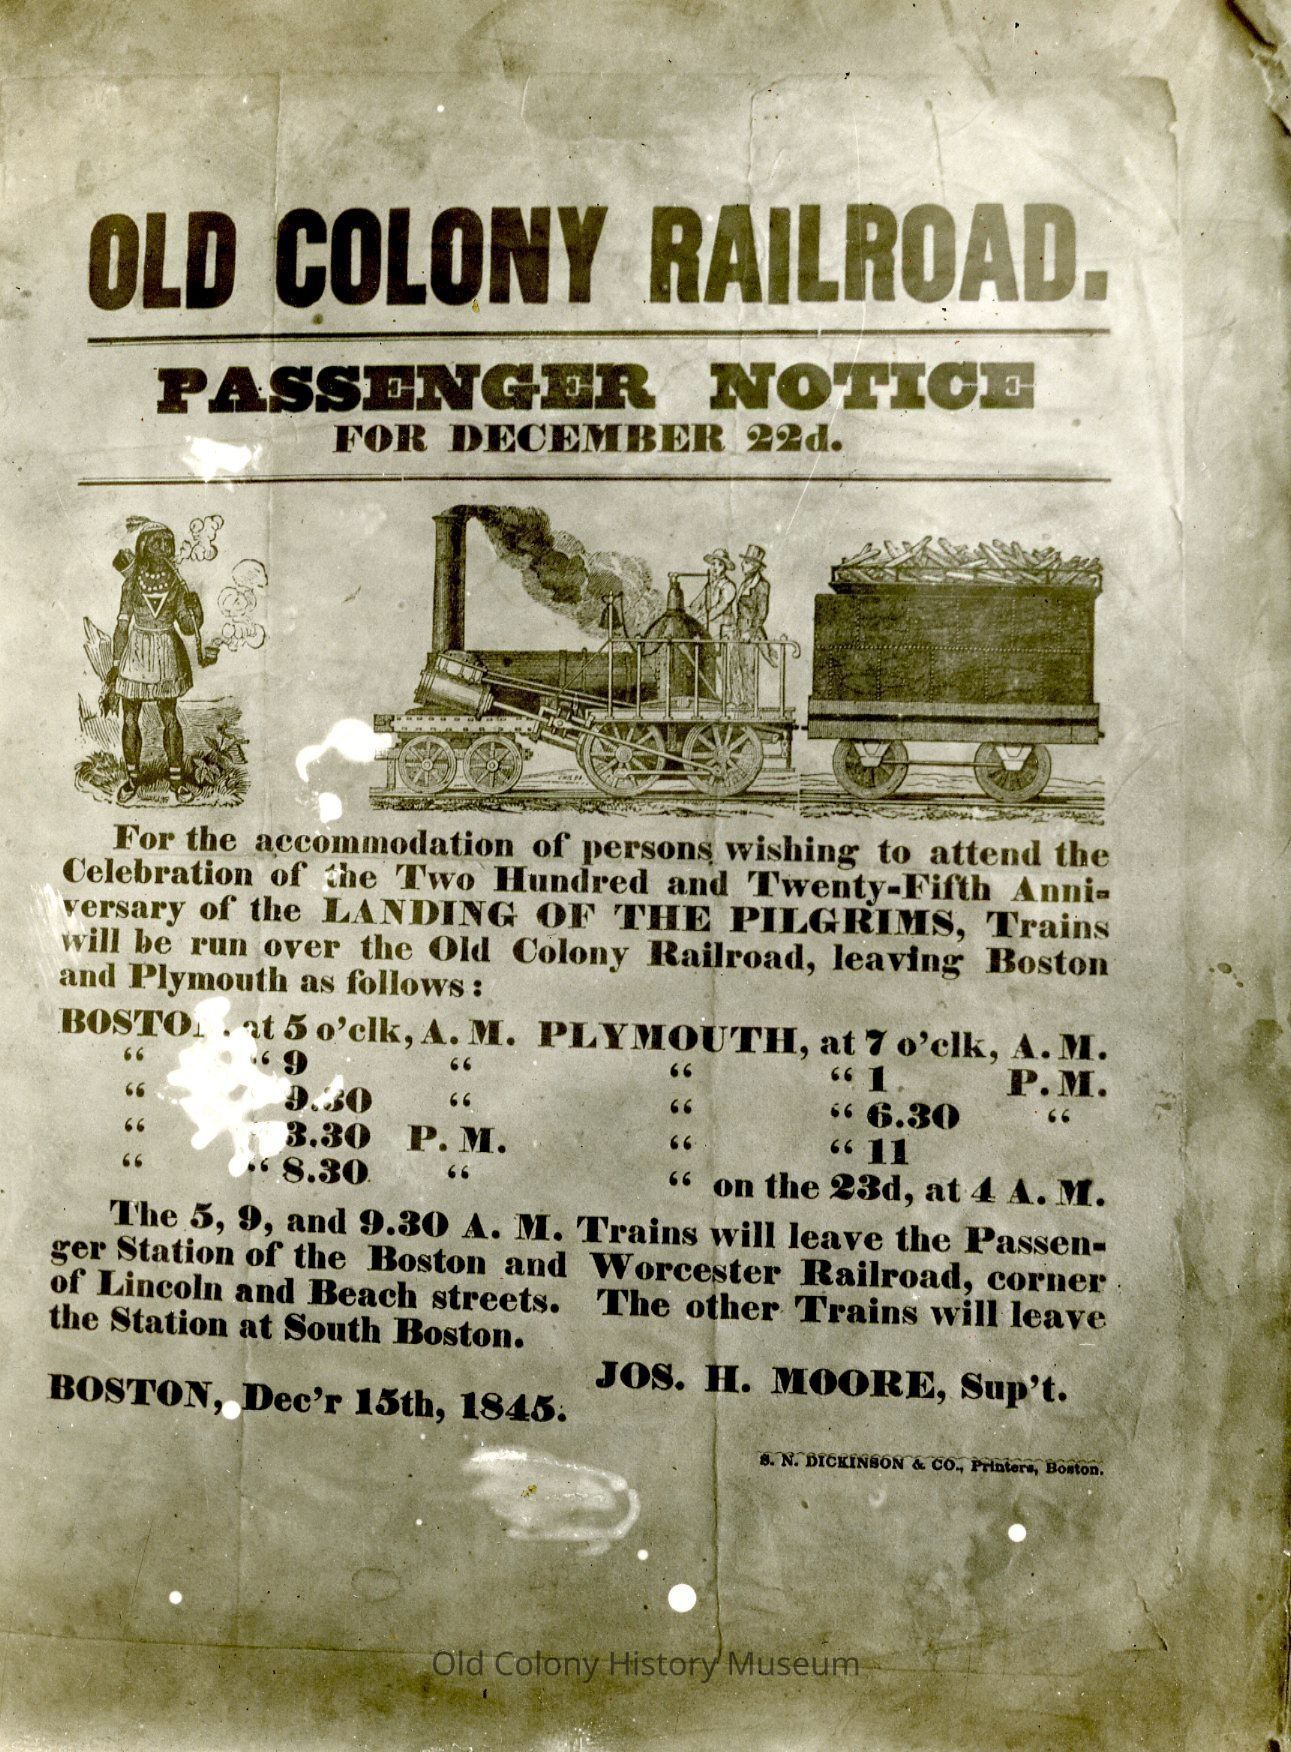 OLD COLONY RAILROAD.
PASSENGER NOTICE
FOR DECEMBER 22d.
For the accommodation of persons wishing to attend the
Celebration of the Two Hundred and Twenty-Fifth Anni-
versary of the LANDING OF THE PILGRIMS, Trains
will be run over the Old Colony Railroad, leaving Boston
and Plymouth as follows:
BOSTON, at 5 o'clk, A. M. PLYMOUTH, at 7 o'clk, A. M.
“ “ 9 “ “ “ 1 P. M.
“ 9.30 “ “ “ 6.30 “
“ 3.30 P. M. “ “ 11
“ “ 8.30 “ “ on the 23d, at 4 A. M.
The 5, 9, and 9.30 A. M. Trains will leave the Passen-
ger Station of the Boston and Worcester Railroad, corner
of Lincoln and Beach streets. The other Trains will leave
the Station at South Boston.
JOS. H. MOORE, Sup't.
BOSTON, Dec'r 15th, 1845.
S. N. DICKINSON & CO., Printers, Boston.
Old Colony History Museum